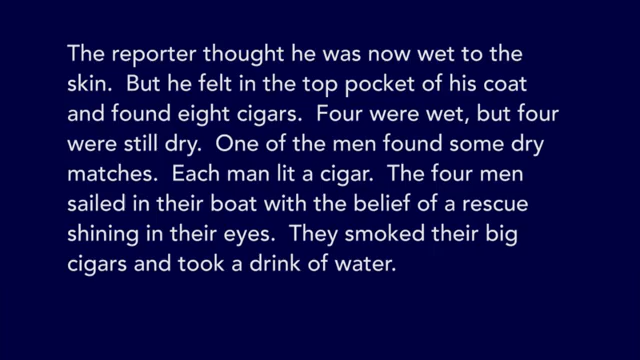 The reporter thought he was now wet to the
skin.  But he felt in the top pocket of his coat
and found eight cigars.  Four were wet, but four
were still dry.  One of the men found some dry
matches.  Each man lit a cigar.  The four men
sailed in their boat with the belief of a rescue
shining in their eyes.  They smoked their big
cigars and took a drink of water.